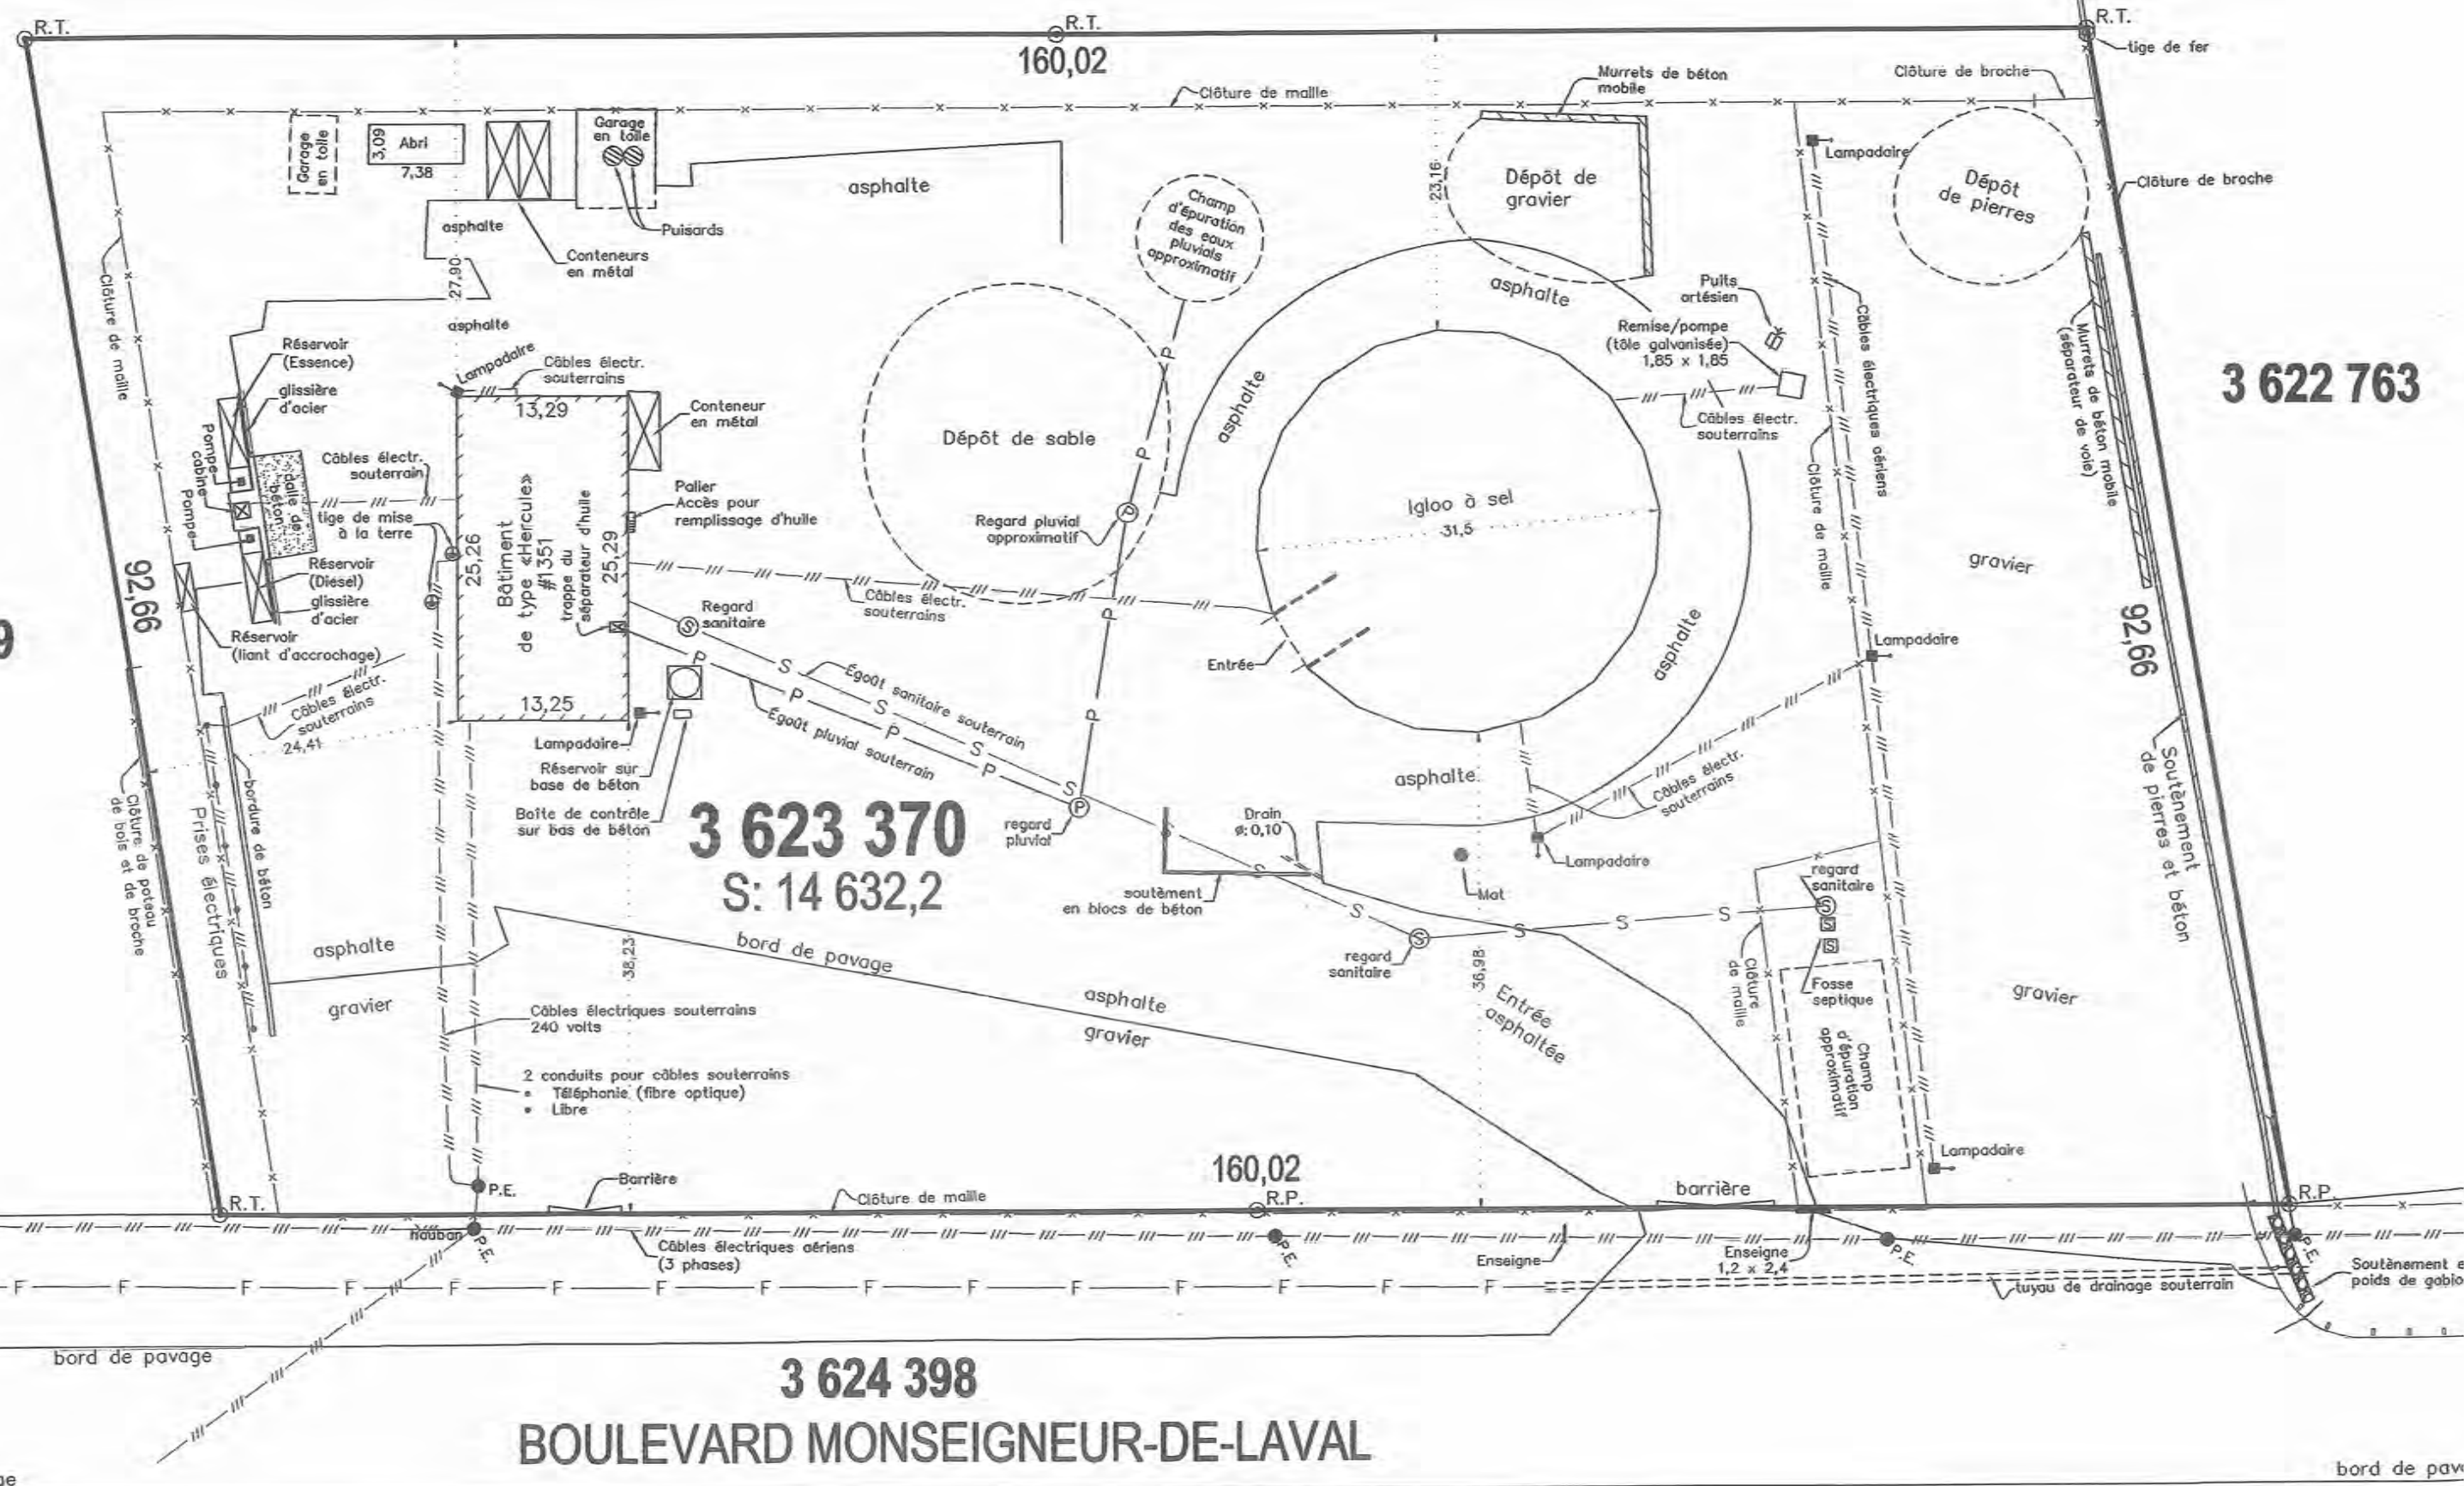 R.T.
R.T.
R.T.
tige de fer
160,02
Murrets de béton
mobile
Clôture de broche
Clôture de maille
Garage
en toile
3,09
Abri
7,38
Garage
en toile
asphalte
Puisards
Conteneurs
en métal
asphalte
27,90
asphalte
Champ
d'épuration
des eaux
pluvials
approximatif
23,16
Dépôt de
gravier
Lampadaire
Dépôt
de pierres
Clôture de broche
Clôture de maille
asphalte
Puits
artésien
Remise/pompe
(tôle galvanisée)
1,85 x 1,85
Câbles électriques aériens
Murrets de béton mobile
(séparateur de voie)
3 622 763
Réservoir
(Essence)
glissière
d'acier
Lampadaire
Câbles électr.
souterrains
13,29
Conteneur
en métal
Dépôt de sable
asphalte
Câbles électr.
souterrains
Clôture de maille
Pompe
cabine
Pompe
dalle de
béton
Câbles électr.
souterrain
tige de mise
à la terre
Palier
Accès pour
remplissage d'huile
Regard pluvial
approximatif
P
P
P
P
P
Igloo à sel
31,5
25,26
Bâtiment
de type «Hercule»
#1351
trappe du
séparateur d'huile
25,29
92,66
Réservoir
(Diesel)
glissière
d'acier
Réservoir
(liant d'accrochage)
Câbles électr.
souterrains
Regard
sanitaire
S
Câbles électr.
souterrains
gravier
92,66
Entrée
asphalte
Lampadaire
24,41
13,25
P
S
Égoût sanitaire souterrain
P
S
Égoût pluvial souterrain
P
S
P
S
Lampadaire
Réservoir sur
base de béton
Boîte de contrôle
sur bas de béton
Clôture de poteau
de bois et de broche
Prises électriques
bordure de béton
3 623 370
S: 14 632,2
regard
pluvial
P
asphalte
Câbles électr.
souterrains
Soutènement
de pierres et béton
Drain
ø: 0,10
Lampadaire
Mat
soutèment
en blocs de béton
S
S
S
S
S
S
S
regard
sanitaire
S
S
S
regard
sanitaire
asphalte
gravier
38,23
bord de pavage
36,98
Clôture
de maille
Fosse
septique
gravier
asphalte
gravier
Entrée
asphaltée
Champ
d'épuration
approximatif
Câbles électriques souterrains
240 volts
2 conduits pour câbles souterrains
• Téléphonie (fibre optique)
• Libre
Lampadaire
160,02
P.E.
Barrière
Clôture de maille
R.P.
barrière
R.P.
R.T.
hauban
P.E.
Câbles électriques aériens
(3 phases)
P.E.
Enseigne
Enseigne
1,2 x 2,4
P.E.
P.E.
F F F F F F F F F F F F F F F
tuyau de drainage souterrain
Soutènement e
poids de gabio
bord de pavage
3 624 398
BOULEVARD MONSEIGNEUR-DE-LAVAL
bord de pav